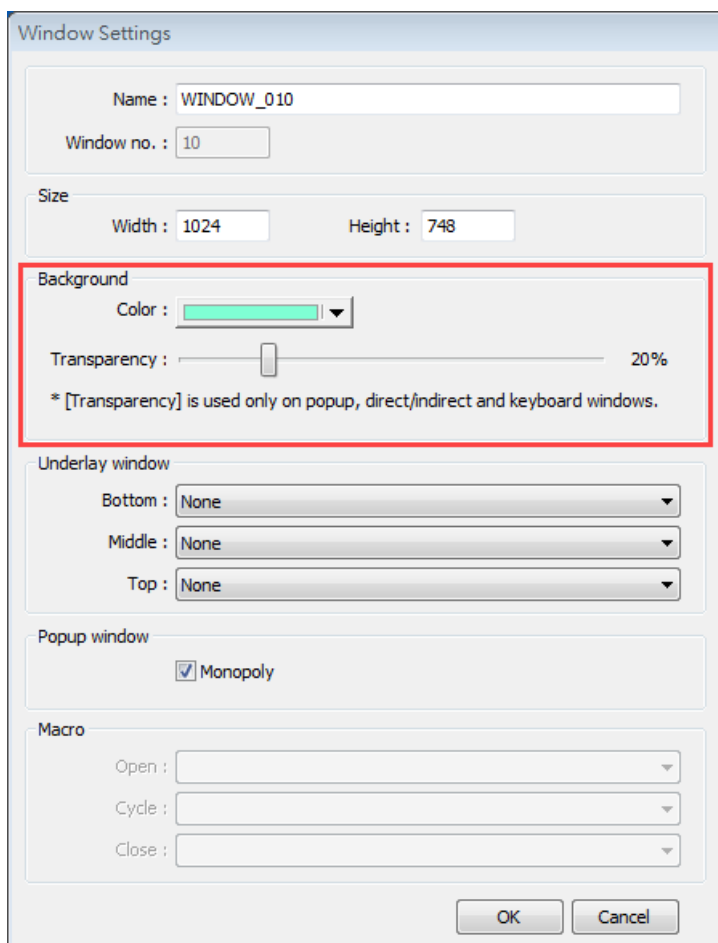 Window Settings
Name : WINDOW_010
Window no. : 10
Size
Width : 1024 Height : 748
Background
Color :
Transparency : 20%
* [Transparency] is used only on popup, direct/indirect and keyboard windows.
Underlay window
Bottom : None
Middle : None
Top : None
Popup window
Monopoly
Macro
Open :
Cycle :
Close :
OK Cancel